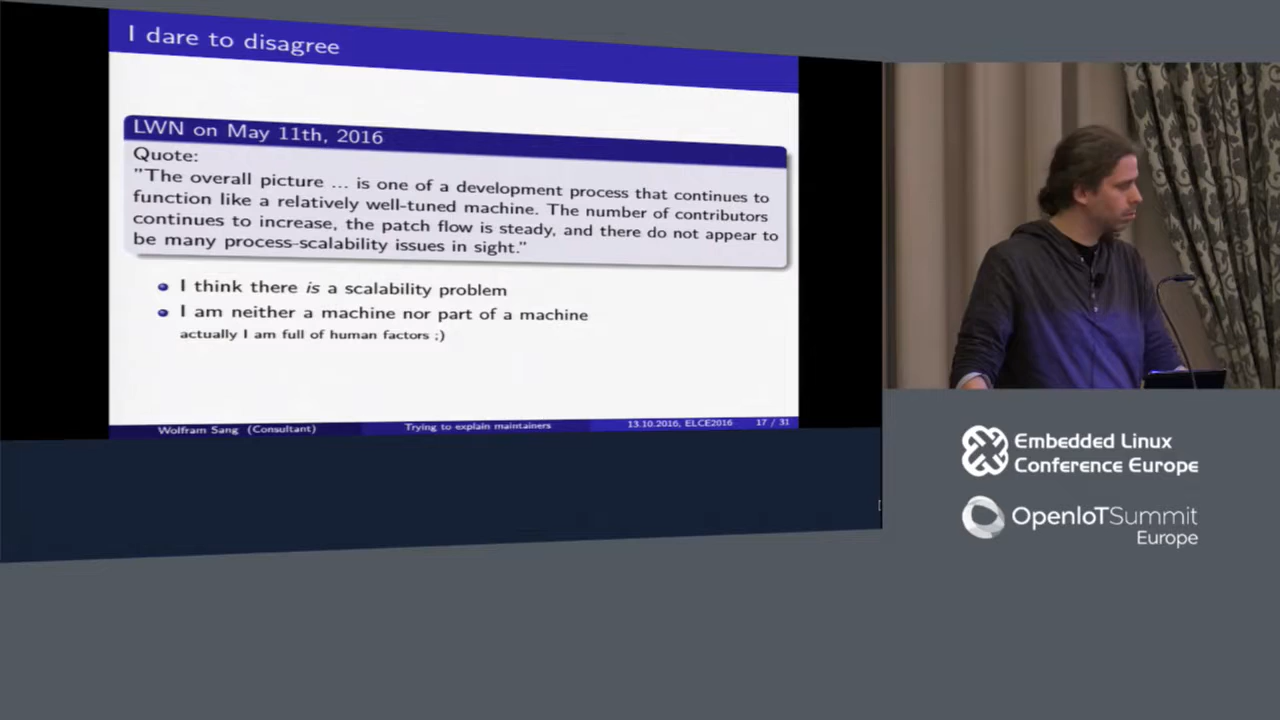 I dare to disagree
LWN on May 11th, 2016
Quote:
"The overall picture ... is one of a development process that continues to
function like a relatively well-tuned machine. The number of contributors
continues to increase, the patch flow is steady, and there do not appear to
be many process-scalability issues in sight."
I think there is a scalability problem
I am neither a machine nor part of a machine
actually I am full of human factors ;)
Wolfram Sang (Consultant)
Trying to explain maintainers
13.10.2016, ELCE2016
17 / 31
Embedded Linux
Conference Europe
OpenIoTSummit
Europe